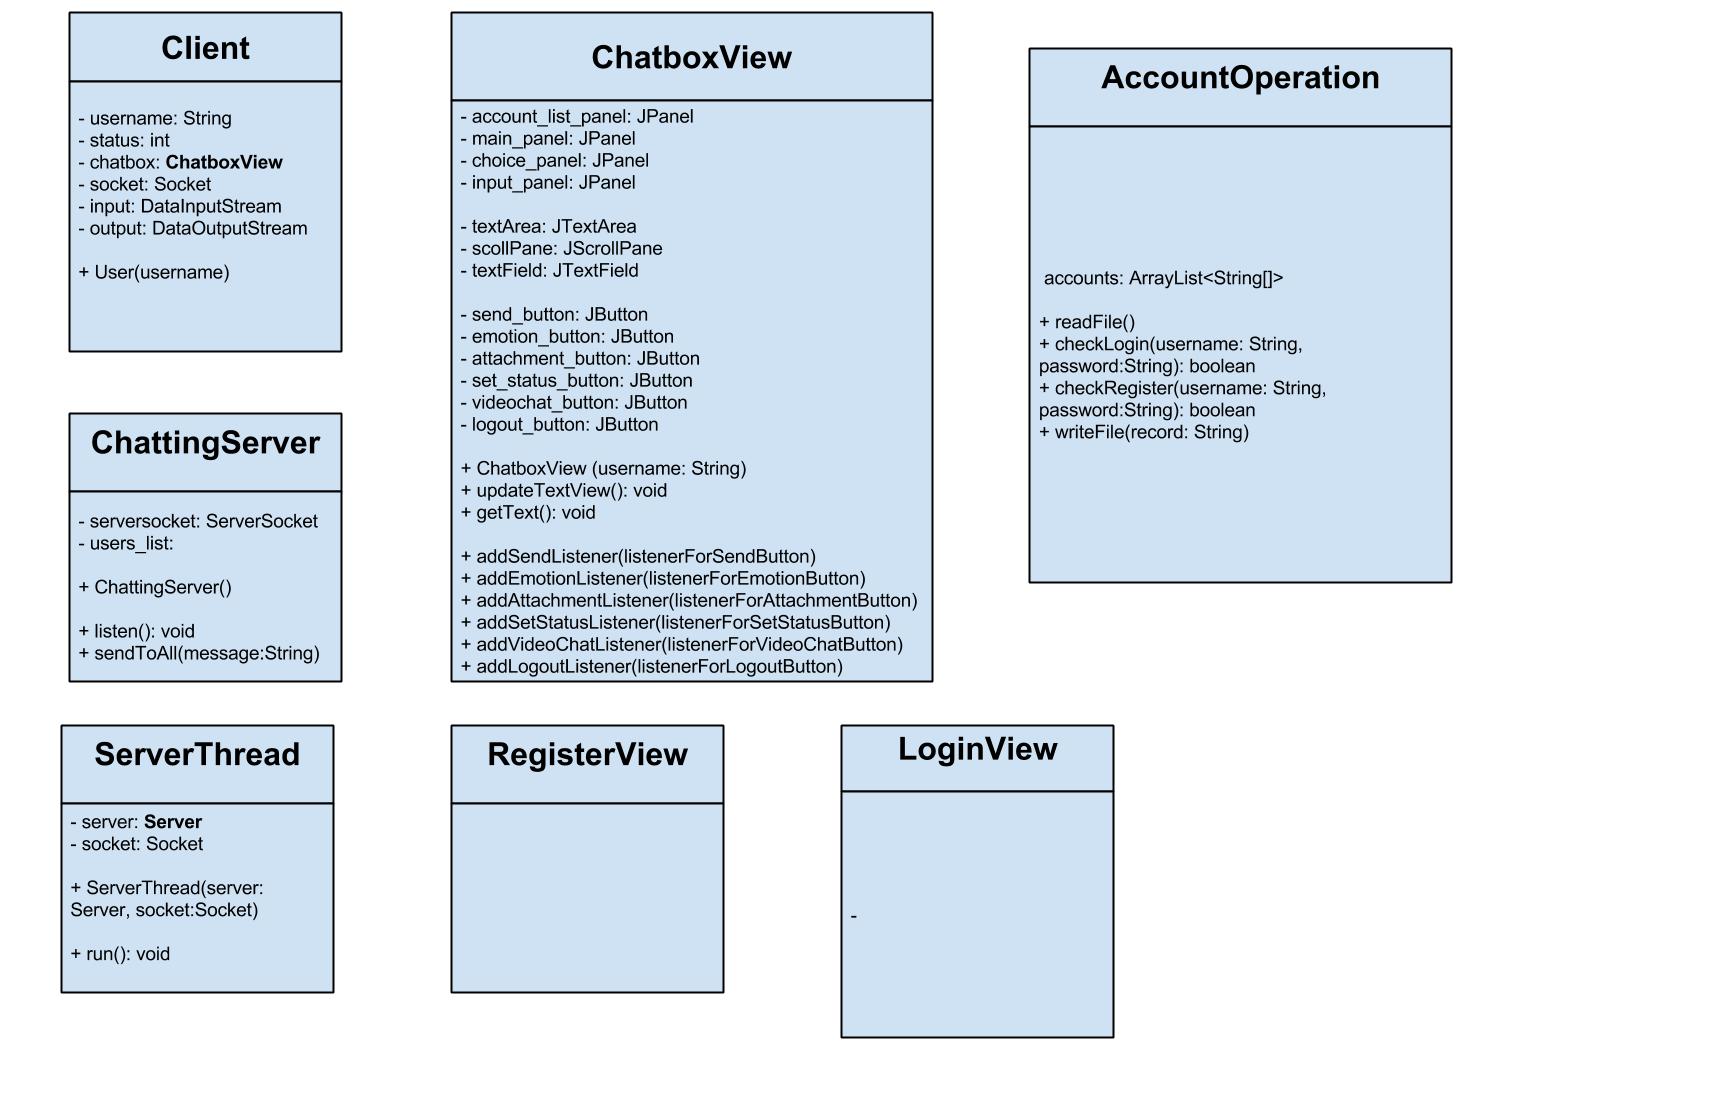 Client
- username: String
- status: int
- chatbox: ChatboxView
- socket: Socket
- input: DataInputStream
- output: DataOutputStream
+ User(username)
ChatboxView
- account_list_panel: JPanel
- main_panel: JPanel
- choice_panel: JPanel
- input_panel: JPanel
- textArea: JTextArea
- scollPane: JScrollPane
- textField: JTextField
- send_button: JButton
- emotion_button: JButton
- attachment_button: JButton
- set_status_button: JButton
- videochat_button: JButton
- logout_button: JButton
+ ChatboxView (username: String)
+ updateTextView(): void
+ getText(): void
+ addSendListener(listenerForSendButton)
+ addEmotionListener(listenerForEmotionButton)
+ addAttachmentListener(listenerForAttachmentButton)
+ addSetStatusListener(listenerForSetStatusButton)
+ addVideoChatListener(listenerForVideoChatButton)
+ addLogoutListener(listenerForLogoutButton)
AccountOperation
accounts: ArrayList<String[]>
+ readFile()
+ checkLogin(username: String,
password:String): boolean
+ checkRegister(username: String,
password:String): boolean
+ writeFile(record: String)
ChattingServer
- serversocket: ServerSocket
- users_list:
+ ChattingServer()
+ listen(): void
+ sendToAll(message:String)
ServerThread
- server: Server
- socket: Socket
+ ServerThread(server:
Server, socket:Socket)
+ run(): void
RegisterView
LoginView
-